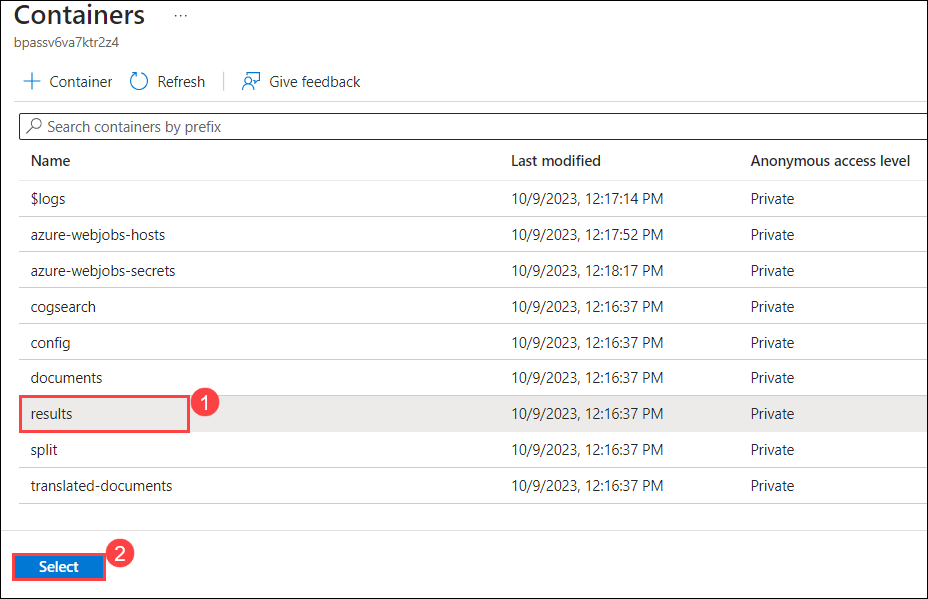 Containers ...
bpassv6va7ktr2z4
Container Refresh Give feedback
Search containers by prefix
Name Last modified Anonymous access level
$logs 10/9/2023, 12:17:14 PM Private
azure-webjobs-hosts 10/9/2023, 12:17:52 PM Private
azure-webjobs-secrets 10/9/2023, 12:18:17 PM Private
cogsearch 10/9/2023, 12:16:37 PM Private
config 10/9/2023, 12:16:37 PM Private
documents 10/9/2023, 12:16:37 PM Private
results 1 10/9/2023, 12:16:37 PM Private
split 10/9/2023, 12:16:37 PM Private
translated-documents 10/9/2023, 12:16:37 PM Private
Select 2